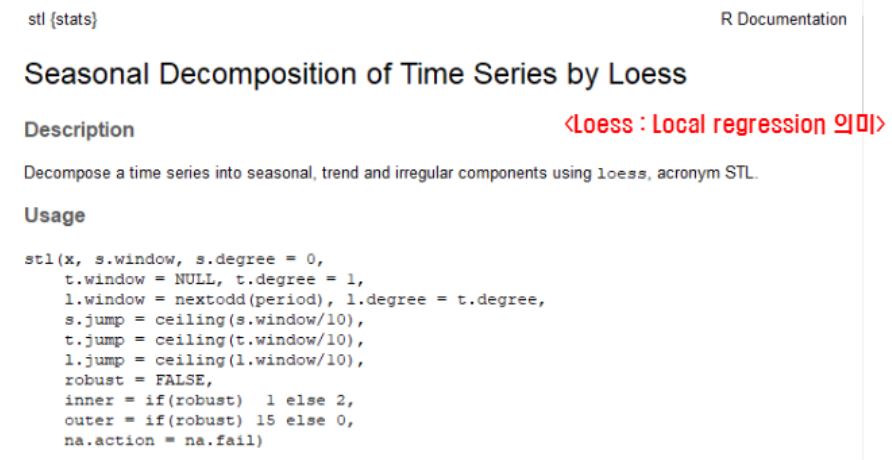 stl {stats}
R Documentation
Seasonal Decomposition of Time Series by Loess
<Loess : Local regression 의미>
Description
Decompose a time series into seasonal, trend and irregular components using loess, acronym STL.
Usage
stl(x, s.window, s.degree = 0,
    t.window = NULL, t.degree = 1,
    l.window = nextodd(period), l.degree = t.degree,
    s.jump = ceiling(s.window/10),
    t.jump = ceiling(t.window/10),
    l.jump = ceiling(l.window/10),
    robust = FALSE,
    inner = if(robust)  1 else 2,
    outer = if(robust) 15 else 0,
    na.action = na.fail)